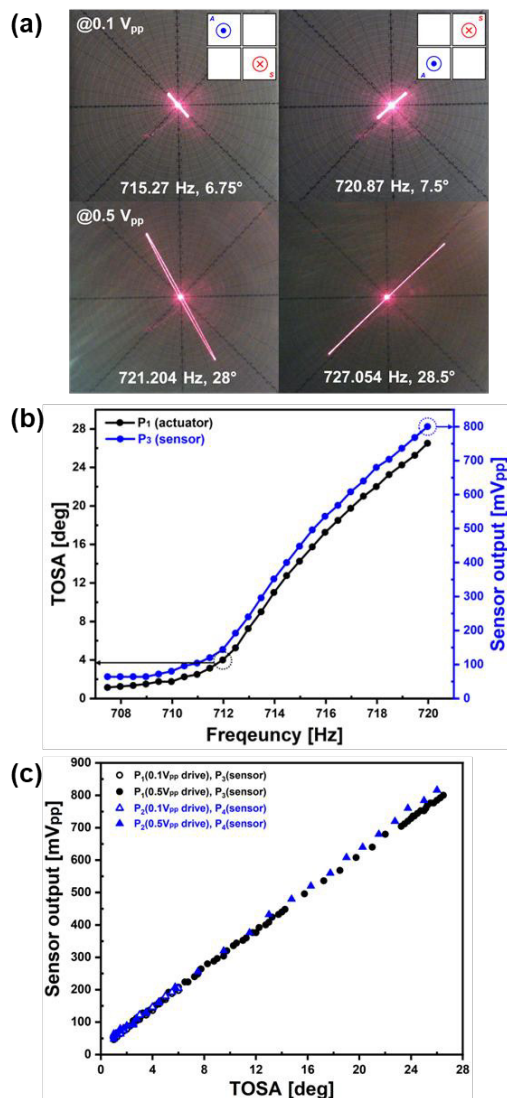 (a)
@0.1 Vpp
A
S
S
A
715.27 Hz, 6.75°
720.87 Hz, 7.5°
@0.5 Vpp
721.204 Hz, 28°
727.054 Hz, 28.5°
(b)
P1 (actuator)
P3 (sensor)
28
24
20
16
12
8
4
0
TOSA [deg]
800
700
600
500
400
300
200
100
0
Sensor output [mVpp]
708 710 712 714 716 718 720
Freqeuncy [Hz]
(c)
P1(0.1Vpp drive), P3(sensor)
P1(0.5Vpp drive), P3(sensor)
P2(0.1Vpp drive), P4(sensor)
P2(0.5Vpp drive), P4(sensor)
900
800
700
600
500
400
300
200
100
0
Sensor output [mVpp]
0 4 8 12 16 20 24 28
TOSA [deg]